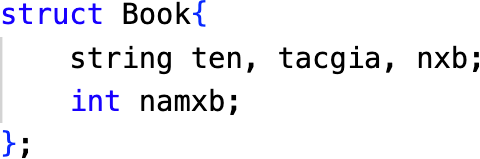 struct Book{
    string ten, tacgia, nxb;
    int namxb;
};